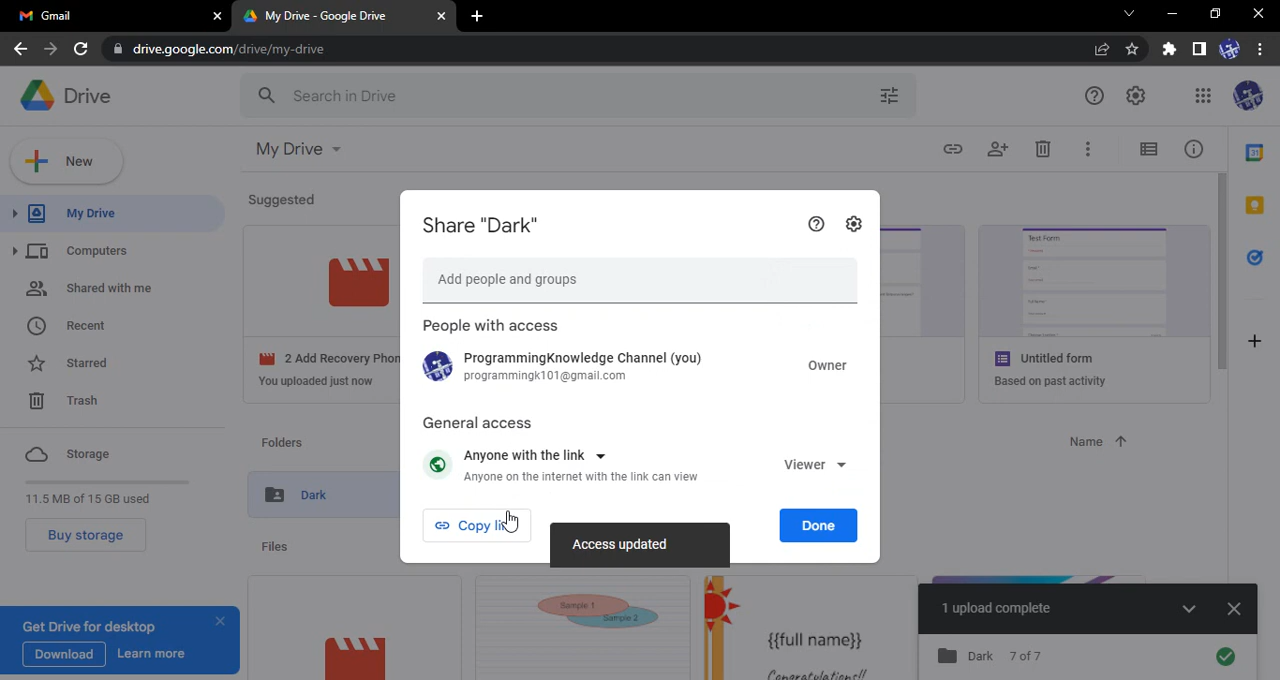 Gmail
My Drive - Google Drive
drive.google.com/drive/my-drive
Drive
Search in Drive
New
My Drive
My Drive
Computers
Shared with me
Recent
Starred
Trash
Storage
11.5 MB of 15 GB used
Buy storage
Get Drive for desktop
Download
Learn more
Suggested
2 Add Recovery Phon
You uploaded just now
Test Form
Untitled form
Based on past activity
Folders
Name
Dark
Files
Sample 1
Sample 2
{{full name}}
Congratulations!!
Share "Dark"
Add people and groups
People with access
ProgrammingKnowledge Channel (you)
programmingk101@gmail.com
Owner
General access
Anyone with the link
Anyone on the internet with the link can view
Viewer
Copy li
Done
Access updated
1 upload complete
Dark 7 of 7
31